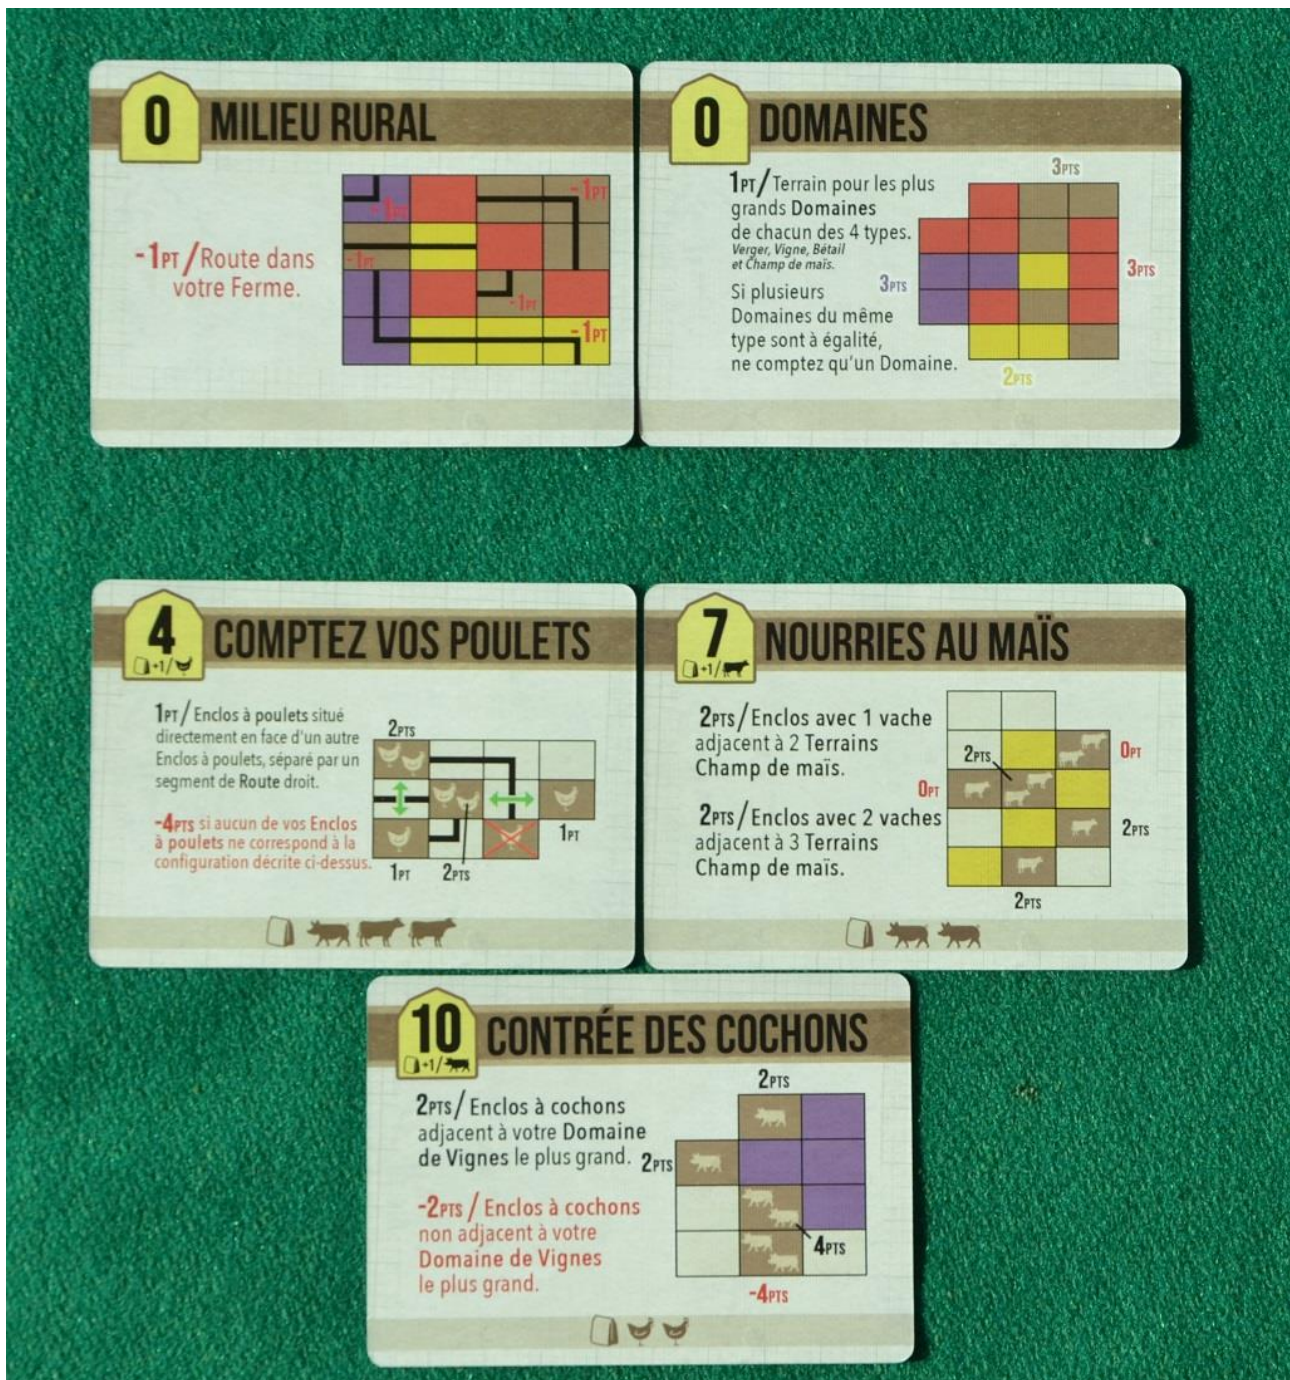 0 MILIEU RURAL
-1PT/Route dans
votre Ferme.
-1PT
-1PT
-1PT
-1PT
-1PT
0 DOMAINES
1PT/Terrain pour les plus
grands Domaines
de chacun des 4 types.
Verger, Vigne, Bétail
et Champ de maïs.
Si plusieurs
Domaines du même
type sont à égalité,
ne comptez qu'un Domaine.
3PTS
3PTS
3PTS
2PTS
4 COMPTEZ VOS POULETS
+1/
1PT/Enclos à poulets situé
directement en face d'un autre
Enclos à poulets, séparé par un
segment de Route droit.
-4PTS si aucun de vos Enclos
à poulets ne correspond à la
configuration décrite ci-dessus.
2PTS
1PT
1PT
2PTS
7 NOURRIES AU MAÏS
+1/
2PTS/Enclos avec 1 vache
adjacent à 2 Terrains
Champ de maïs.
2PTS/Enclos avec 2 vaches
adjacent à 3 Terrains
Champ de maïs.
2PTS
0PT
0PT
2PTS
2PTS
10 CONTRÉE DES COCHONS
+1/
2PTS/Enclos à cochons
adjacent à votre Domaine
de Vignes le plus grand.
-2PTS/Enclos à cochons
non adjacent à votre
Domaine de Vignes
le plus grand.
2PTS
2PTS
4PTS
-4PTS